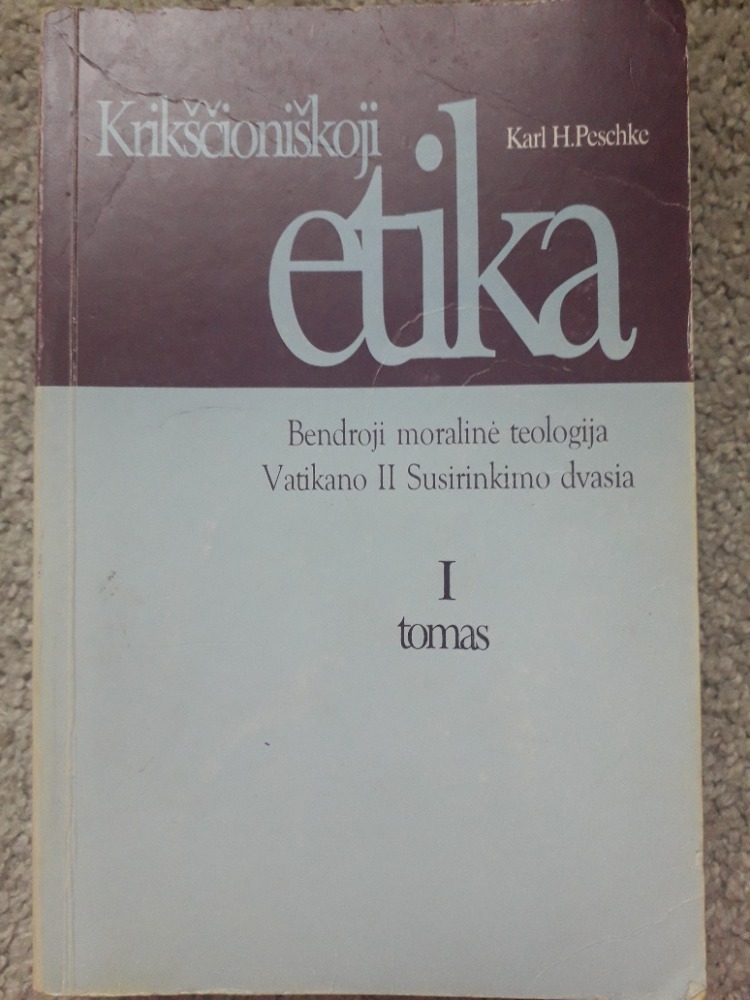 Krikščioniškoji
etika
Karl H.Peschke
Bendroji moralinė teologija
Vatikano II Susirinkimo dvasia
I
tomas